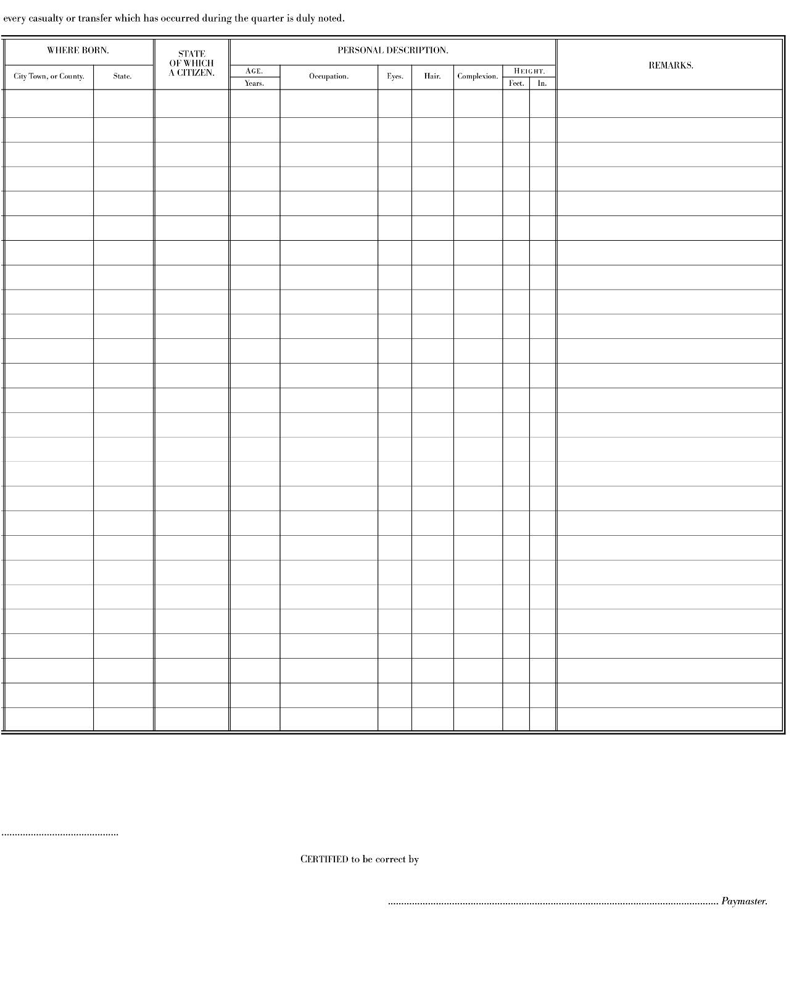 every casualty or transfer which has occurred during the quarter is duly noted.
WHERE BORN.
STATE
OF WHICH
A CITIZEN.
PERSONAL DESCRIPTION.
REMARKS.
City Town, or County.
State.
AGE.
Years.
Occupation.
Eyes.
Hair.
Complexion.
HEIGHT.
Feet.
In.
CERTIFIED to be correct by
Paymaster.